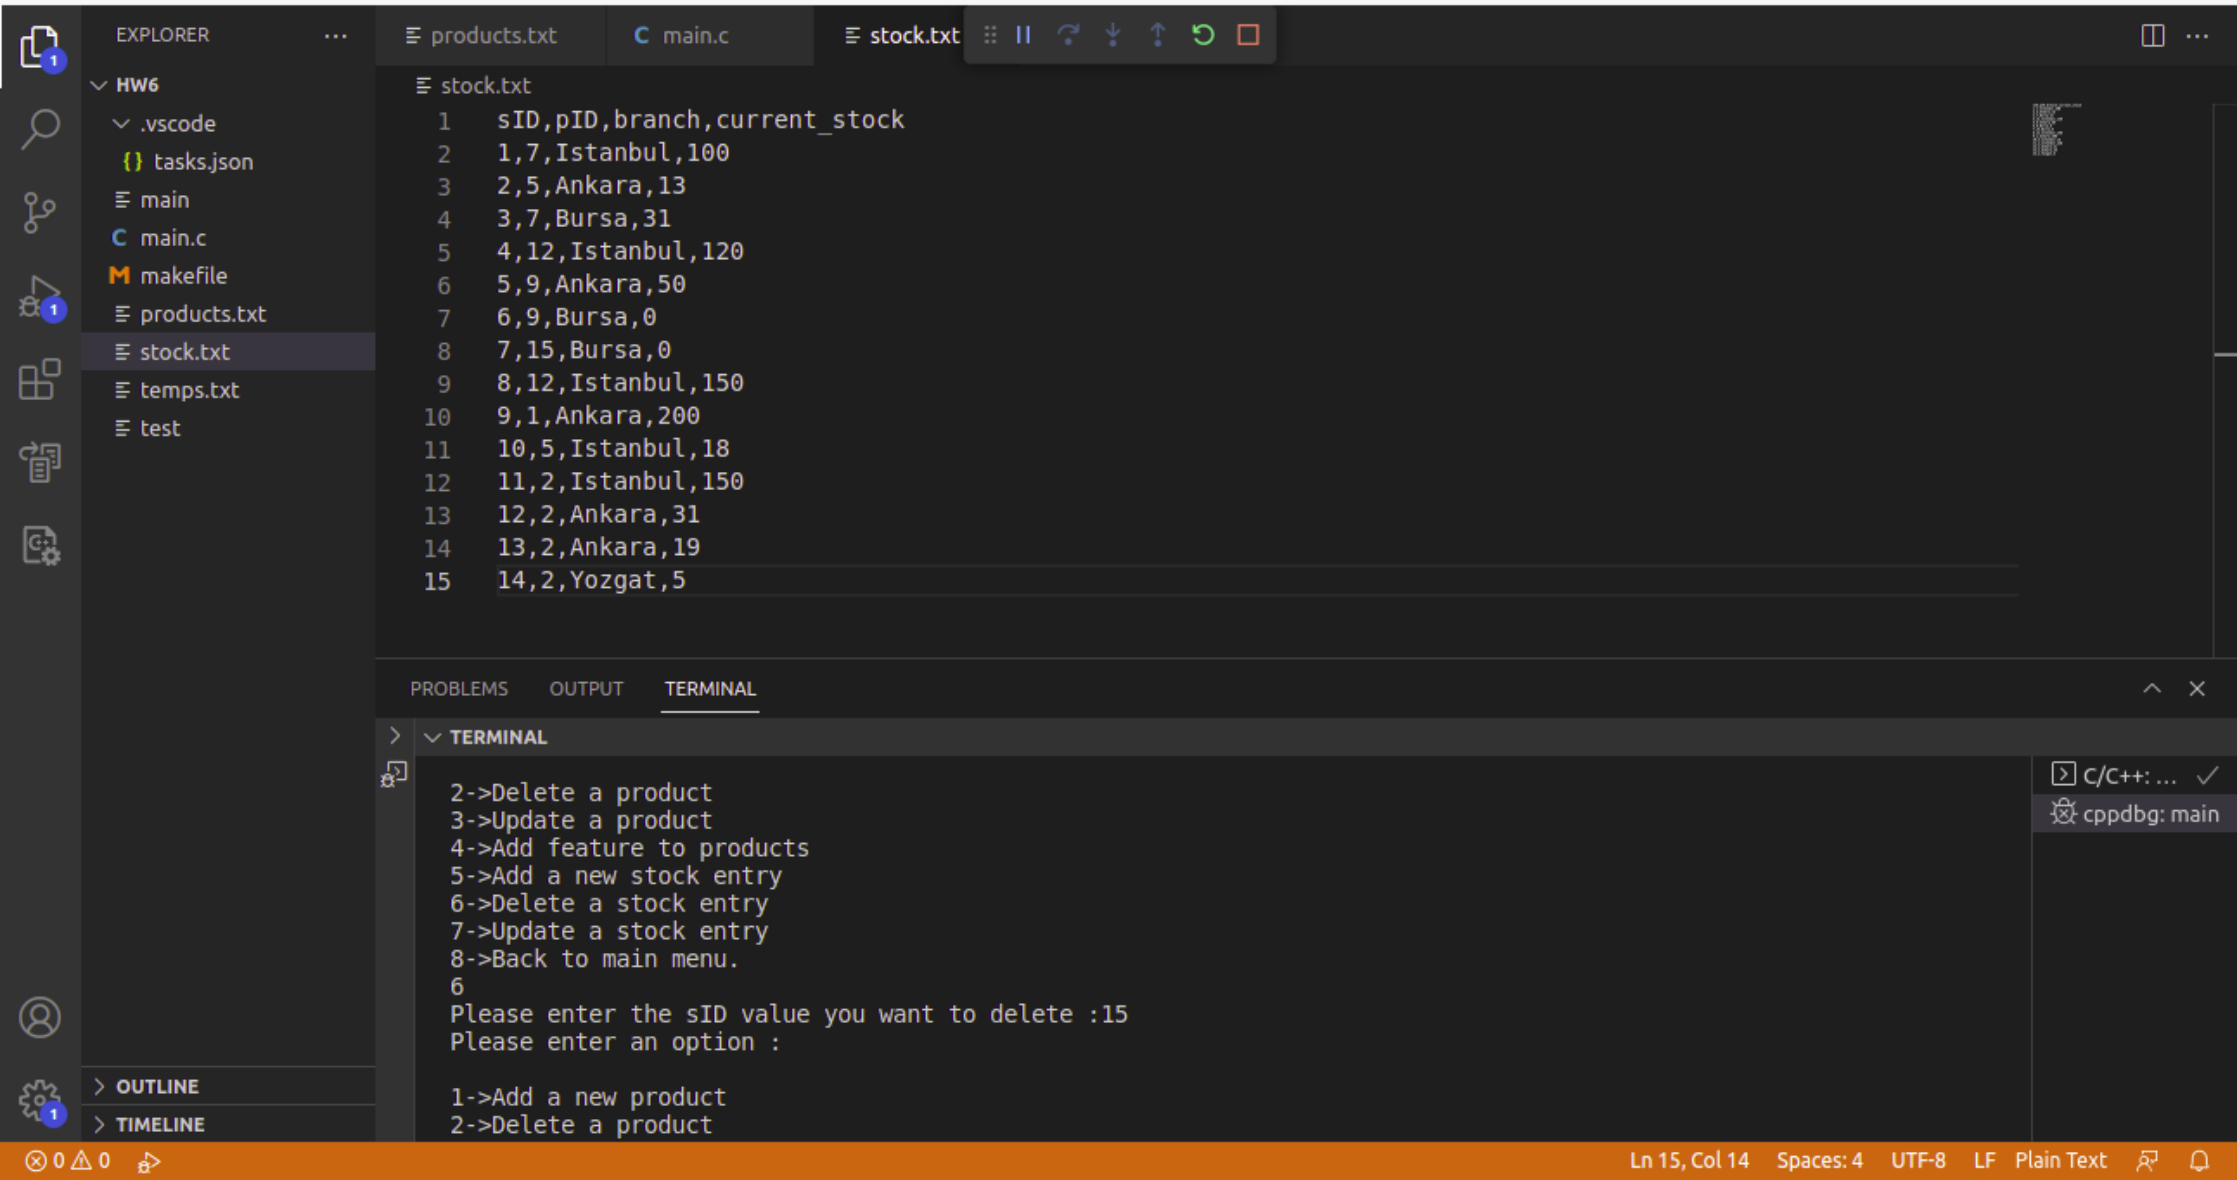 EXPLORER
products.txt
main.c
stock.txt
HW6
.vscode
tasks.json
main
main.c
makefile
products.txt
stock.txt
temps.txt
test
stock.txt
1 sID,pID,branch,current_stock
2 1,7,Istanbul,100
3 2,5,Ankara,13
4 3,7,Bursa,31
5 4,12,Istanbul,120
6 5,9,Ankara,50
7 6,9,Bursa,0
8 7,15,Bursa,0
9 8,12,Istanbul,150
10 9,1,Ankara,200
11 10,5,Istanbul,18
12 11,2,Istanbul,150
13 12,2,Ankara,31
14 13,2,Ankara,19
15 14,2,Yozgat,5
PROBLEMS OUTPUT TERMINAL
TERMINAL
2->Delete a product
3->Update a product
4->Add feature to products
5->Add a new stock entry
6->Delete a stock entry
7->Update a stock entry
8->Back to main menu.
6
Please enter the sID value you want to delete :15
Please enter an option :
1->Add a new product
2->Delete a product
C/C++: ...
cppdbg: main
OUTLINE
TIMELINE
0 0
Ln 15, Col 14 Spaces: 4 UTF-8 LF Plain Text
1
1
1